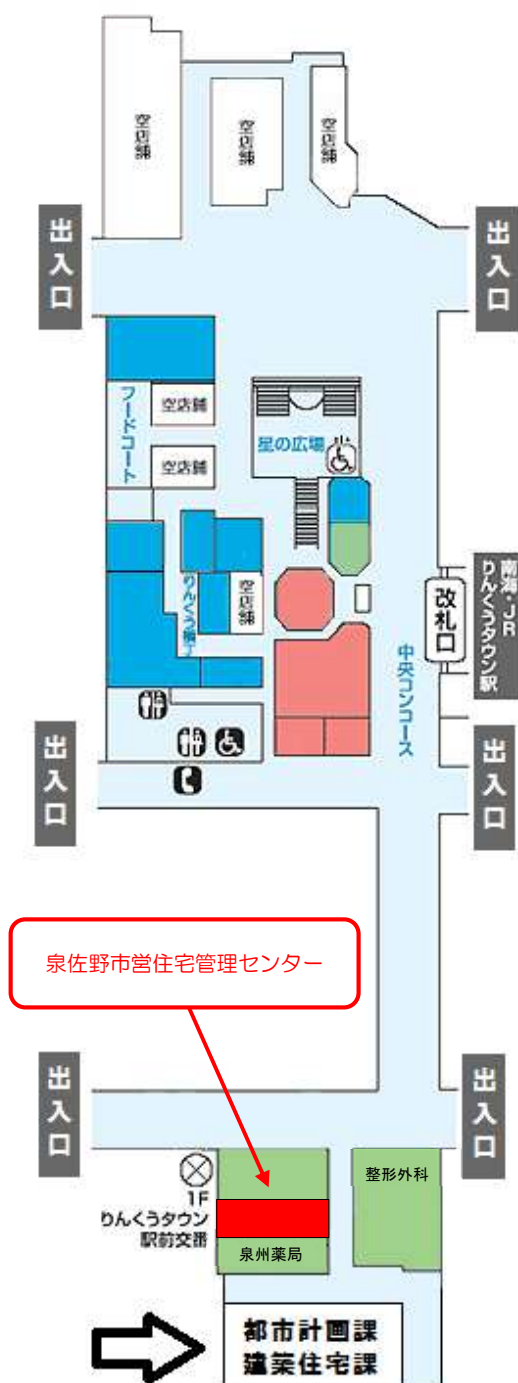 空店舗
空店舗
空店舗
出入口
出入口
フードコート
空店舗
星の広場
空店舗
りんくう横丁
空店舗
改札口
南海・JR
りんくうタウン駅
中央コンコース
出入口
出入口
泉佐野市営住宅管理センター
出入口
出入口
整形外科
1F
りんくうタウン
駅前交番
泉州薬局
都市計画課
建築住宅課